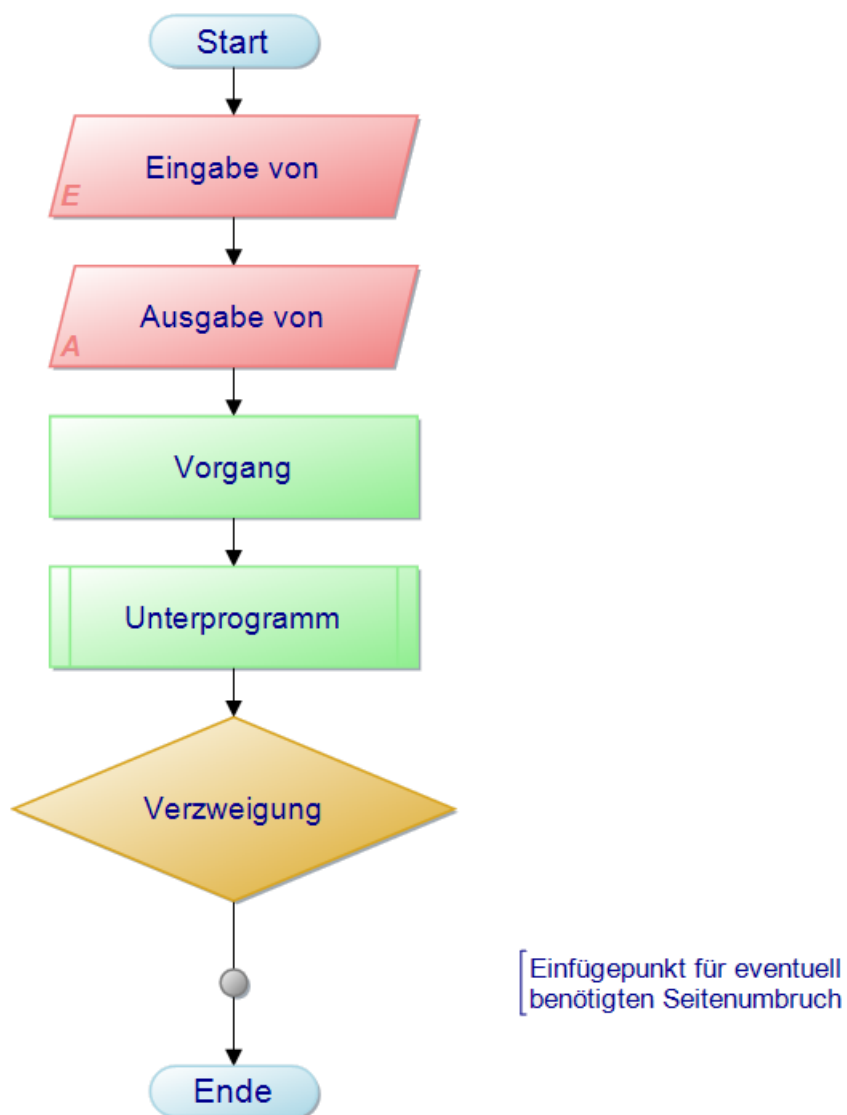 Start
Eingabe von
E
Ausgabe von
A
Vorgang
Unterprogramm
Verzweigung
Einfügepunkt für eventuell
benötigten Seitenumbruch
Ende